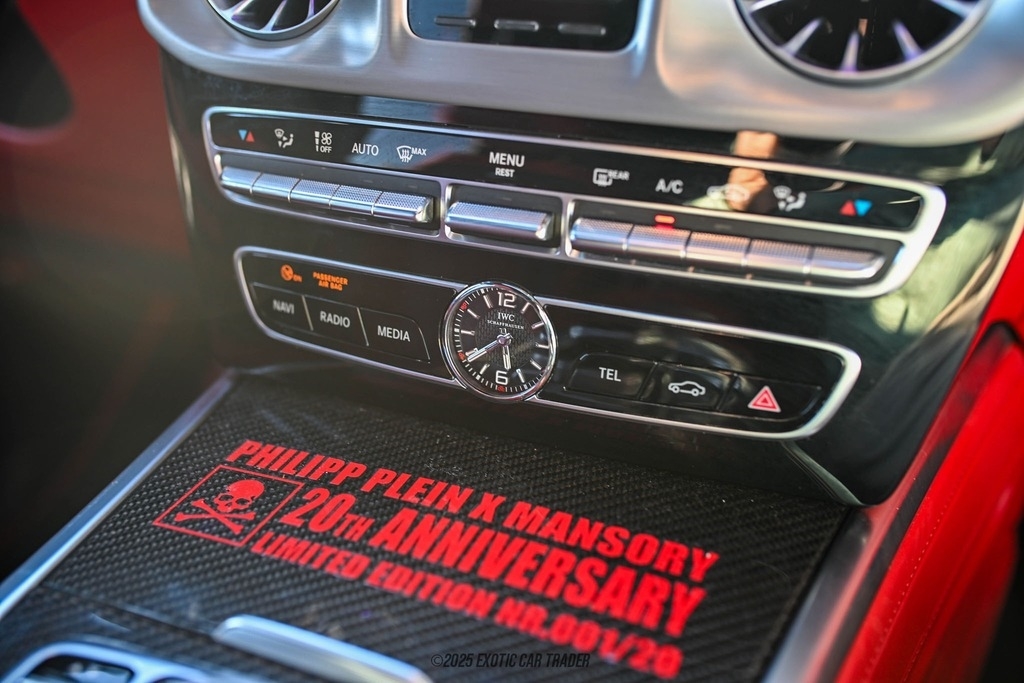 OFF
AUTO
MAX
MENU
REST
REAR
A/C
OFF
PASSENGER
AIR BAG
NAVI
RADIO
MEDIA
12
IWC
SCHAFFHAUSEN
6
TEL
PHILIPP PLEIN X MANSORY
20TH ANNIVERSARY
LIMITED EDITION NR.001/20
©2025 EXOTIC CAR TRADER